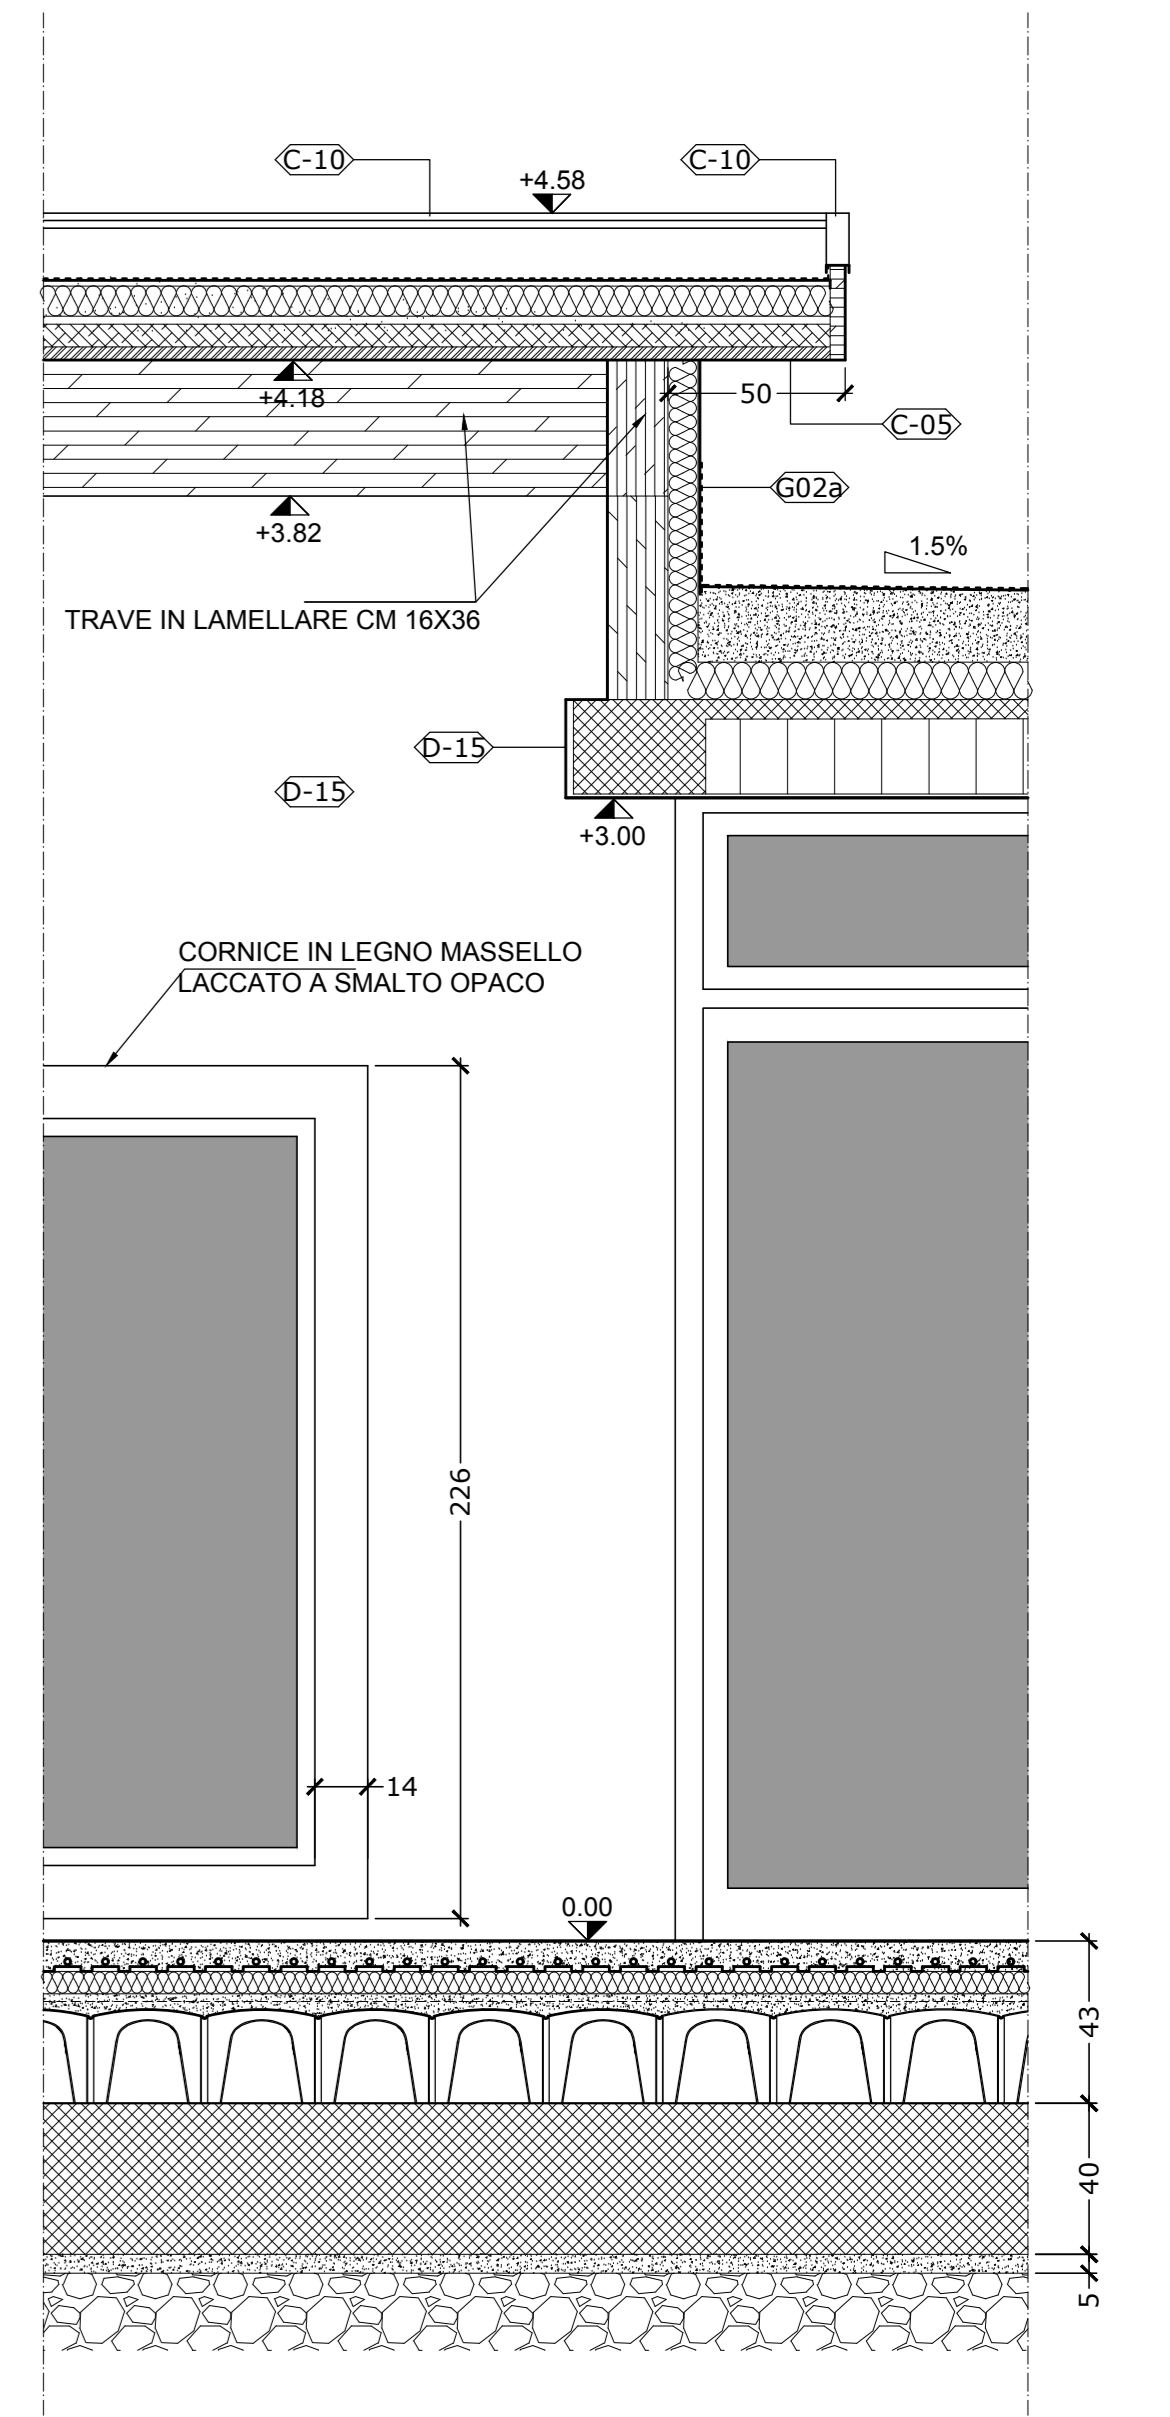 C-10
C-10
+4.58
+4.18
50
C-05
G02a
+3.82
1.5%
TRAVE IN LAMELLARE CM 16X36
D-15
D-15
+3.00
CORNICE IN LEGNO MASSELLO
LACCATO A SMALTO OPACO
226
14
0.00
43
40
5